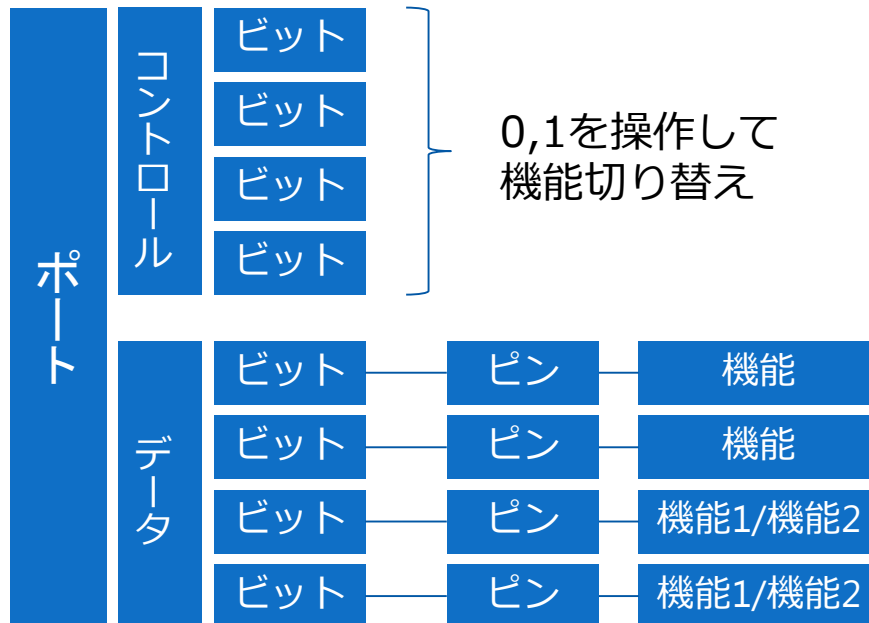 ポート
コントロール
ビット
ビット
ビット
ビット
0,1を操作して
機能切り替え
データ
ビット
ピン
機能
ビット
ピン
機能
ビット
ピン
機能1/機能2
ビット
ピン
機能1/機能2